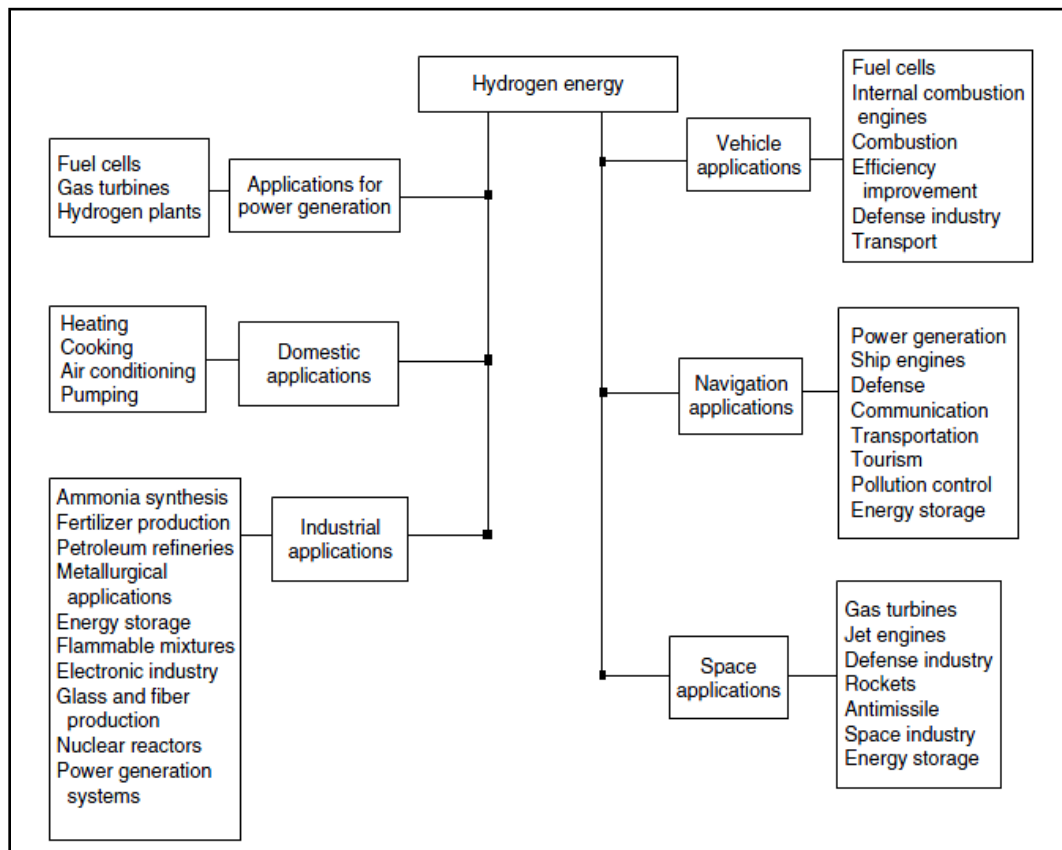 Hydrogen energy
Fuel cells
Gas turbines
Hydrogen plants
Applications for
power generation
Heating
Cooking
Air conditioning
Pumping
Domestic
applications
Ammonia synthesis
Fertilizer production
Petroleum refineries
Metallurgical
applications
Energy storage
Flammable mixtures
Electronic industry
Glass and fiber
production
Nuclear reactors
Power generation
systems
Industrial
applications
Vehicle
applications
Fuel cells
Internal combustion
engines
Combustion
Efficiency
improvement
Defense industry
Transport
Navigation
applications
Power generation
Ship engines
Defense
Communication
Transportation
Tourism
Pollution control
Energy storage
Space
applications
Gas turbines
Jet engines
Defense industry
Rockets
Antimissile
Space industry
Energy storage